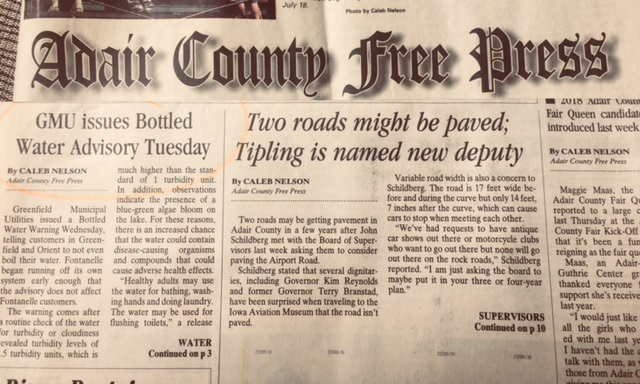 July 18.
Photo by Caleb Nelson
Adair County Free Press
GMU issues Bottled
Water Advisory Tuesday
By CALEB NELSON
Adair County Free Press
Greenfield Municipal
Utilities issued a Bottled
Water Warning Wednesday,
telling customers in Green-
field and Orient to not even
boil their water. Fontanelle
began running off its own
system early enough that
the advisory does not affect
Fontanelle customers.
The warning comes after
a routine check of the water
for turbidity or cloudiness
revealed turbidity levels of
.5 turbidity units, which is
much higher than the stan-
dard of 1 turbidity unit.
In addition, observations
indicate the presence of a
blue-green algae bloom on
the lake. For these reasons,
there is an increased chance
that the water could contain
disease-causing organisms
and compounds that could
cause adverse health effects.
"Healthy adults may use
the water for bathing, wash-
ing hands and doing laundry.
The water may be used for
flushing toilets," a release
WATER
Continued on p 3
Two roads might be paved;
Tipling is named new deputy
By CALEB NELSON
Adair County Free Press
Two roads may be getting pavement in
Adair County in a few years after John
Schildberg met with the Board of Super-
visors last week asking them to consider
paving the Airport Road.
Schildberg stated several dignitar-
ies, including Governor Kim Reynolds
and former Governor Terry Branstad,
have been surprised when traveling to the
Iowa Aviation Museum that the road isn't
paved.
Variable road width is also a concern to
Schildberg. The road is 17 feet wide be-
fore and during the curve but only 14 feet,
7 inches after the curve, which can cause
cars to stop when meeting each other.
"We've had requests to have antique
car shows out there or motorcycle clubs
who want to go out there but none will go
out there on the rock roads," Schildberg
reported. "I am just asking the board to
maybe put it in your three or four-year
plan."
SUPERVISORS
Continued on p 10
2018 Adair Coun
Fair Queen candidat
introduced last week
By CALEB NELSON
Adair County Free Press
Maggie Maas, the
Adair County Fair Qu
reported to a large c
last Thursday at the
County Fair Kick-Off
that it's been a fun
reigning as the fair que
Maas, an Adair-
Guthrie Center gr
thanked everyone f
support she's receive
last year.
"I would just like
all the girls who
ed with me last ye
I haven't had the
talk with them, as
those from Adair C